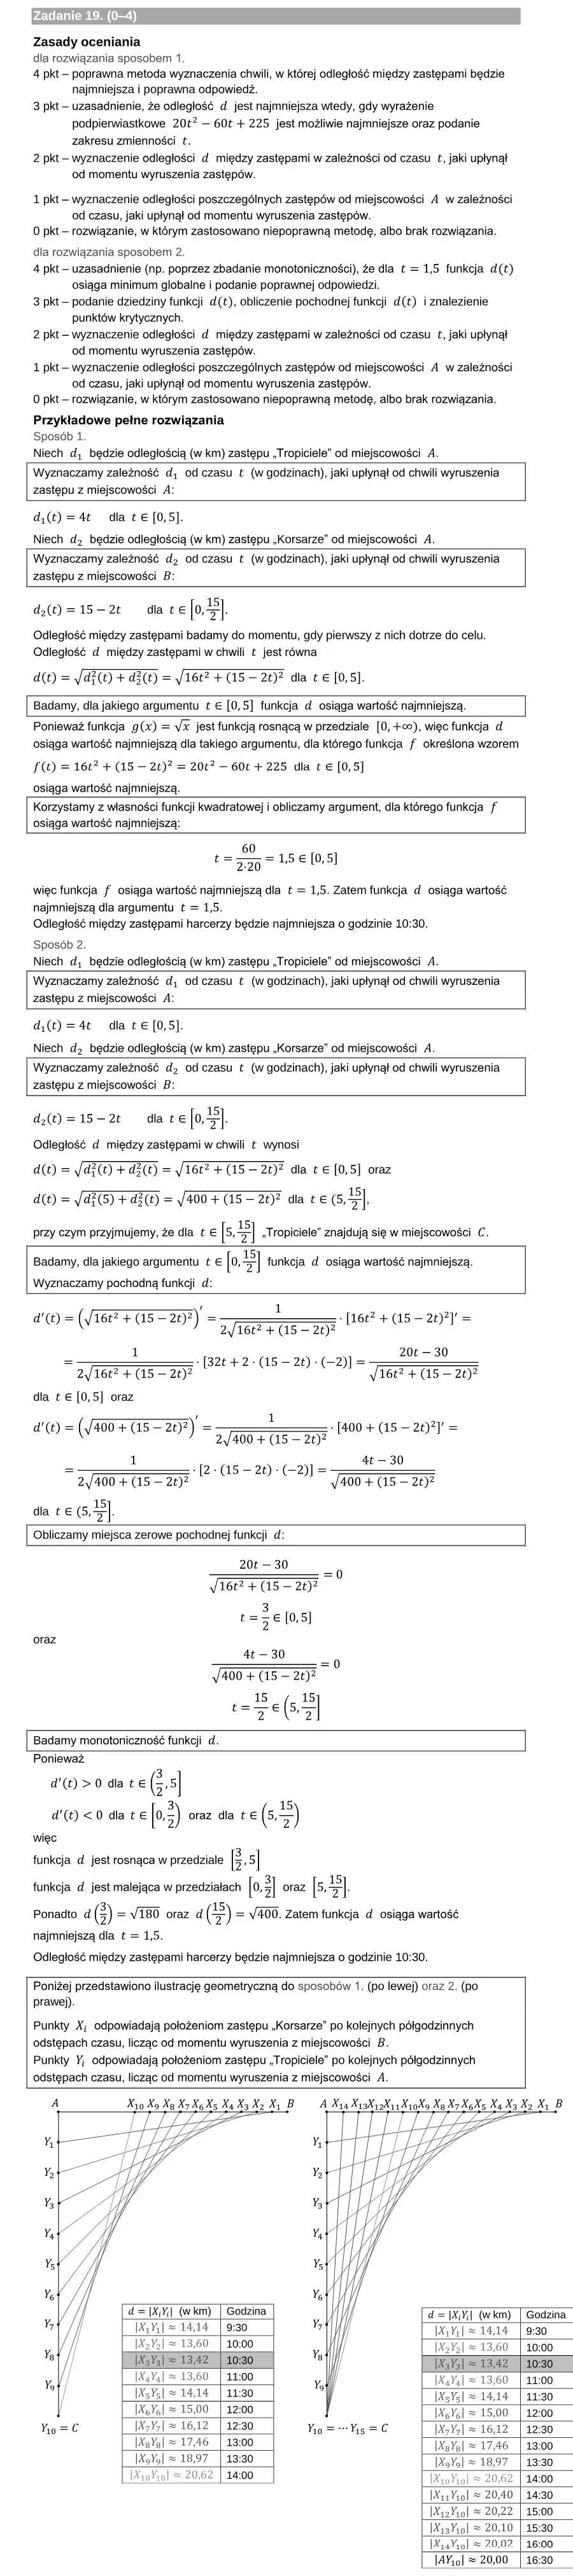 Zadanie 19. (0–4)
Zasady oceniania
dla rozwiązania sposobem 1.
4 pkt – poprawna metoda wyznaczenia chwili, w której odległość między zastępami będzie
najmniejsza i poprawna odpowiedź.
3 pkt – uzasadnienie, że odległość d jest najmniejsza wtedy, gdy wyrażenie
podpierwiastkowe 20t² − 60t + 225 jest możliwie najmniejsze oraz podanie
zakresu zmienności t.
2 pkt – wyznaczenie odległości d między zastępami w zależności od czasu t, jaki upłynął
od momentu wyruszenia zastępów.
1 pkt – wyznaczenie odległości poszczególnych zastępów od miejscowości A w zależności
od czasu, jaki upłynął od momentu wyruszenia zastępów.
0 pkt – rozwiązanie, w którym zastosowano niepoprawną metodę, albo brak rozwiązania.
dla rozwiązania sposobem 2.
4 pkt – uzasadnienie (np. poprzez zbadanie monotoniczności), że dla t = 1,5 funkcja d(t)
osiąga minimum globalne i podanie poprawnej odpowiedzi.
3 pkt – podanie dziedziny funkcji d(t), obliczenie pochodnej funkcji d(t) i znalezienie
punktów krytycznych.
2 pkt – wyznaczenie odległości d między zastępami w zależności od czasu t, jaki upłynął
od momentu wyruszenia zastępów.
1 pkt – wyznaczenie odległości poszczególnych zastępów od miejscowości A w zależności
od czasu, jaki upłynął od momentu wyruszenia zastępów.
0 pkt – rozwiązanie, w którym zastosowano niepoprawną metodę, albo brak rozwiązania.
Przykładowe pełne rozwiązania
Sposób 1.
Niech d₁ będzie odległością (w km) zastępu „Tropiciele” od miejscowości A.
Wyznaczamy zależność d₁ od czasu t (w godzinach), jaki upłynął od chwili wyruszenia
zastępu z miejscowości A:
d₁(t) = 4t dla t ∈ [0, 5].
Niech d₂ będzie odległością (w km) zastępu „Korsarze” od miejscowości A.
Wyznaczamy zależność d₂ od czasu t (w godzinach), jaki upłynął od chwili wyruszenia
zastępu z miejscowości B:
d₂(t) = 15 − 2t dla t ∈ [0, 15/2].
Odległość między zastępami badamy do momentu, gdy pierwszy z nich dotrze do celu.
Odległość d między zastępami w chwili t jest równa
d(t) = √(d₁²(t) + d₂²(t)) = √(16t² + (15 − 2t)²) dla t ∈ [0, 5].
Badamy, dla jakiego argumentu t ∈ [0, 5] funkcja d osiąga wartość najmniejszą.
Ponieważ funkcja g(x) = √x jest funkcją rosnącą w przedziale [0, +∞), więc funkcja d
osiąga wartość najmniejszą dla takiego argumentu, dla którego funkcja f określona wzorem
f(t) = 16t² + (15 − 2t)² = 20t² − 60t + 225 dla t ∈ [0, 5]
osiąga wartość najmniejszą.
Korzystamy z własności funkcji kwadratowej i obliczamy argument, dla którego funkcja f
osiąga wartość najmniejszą:
t = 60/(2·20) = 1,5 ∈ [0, 5]
więc funkcja f osiąga wartość najmniejszą dla t = 1,5. Zatem funkcja d osiąga wartość
najmniejszą dla argumentu t = 1,5.
Odległość między zastępami harcerzy będzie najmniejsza o godzinie 10:30.
Sposób 2.
Niech d₁ będzie odległością (w km) zastępu „Tropiciele” od miejscowości A.
Wyznaczamy zależność d₁ od czasu t (w godzinach), jaki upłynął od chwili wyruszenia
zastępu z miejscowości A:
d₁(t) = 4t dla t ∈ [0, 5].
Niech d₂ będzie odległością (w km) zastępu „Korsarze” od miejscowości A.
Wyznaczamy zależność d₂ od czasu t (w godzinach), jaki upłynął od chwili wyruszenia
zastępu z miejscowości B:
d₂(t) = 15 − 2t dla t ∈ [0, 15/2].
Odległość d między zastępami w chwili t wynosi
d(t) = √(d₁²(t) + d₂²(t)) = √(16t² + (15 − 2t)²) dla t ∈ [0, 5] oraz
d(t) = √(d₁²(5) + d₂²(t)) = √(400 + (15 − 2t)²) dla t ∈ (5, 15/2],
przy czym przyjmujemy, że dla t ∈ [5, 15/2] „Tropiciele” znajdują się w miejscowości C.
Badamy, dla jakiego argumentu t ∈ [0, 15/2] funkcja d osiąga wartość najmniejszą.
Wyznaczamy pochodną funkcji d:
d′(t) = (√(16t² + (15 − 2t)²))′ = 1/(2√(16t² + (15 − 2t)²)) · [16t² + (15 − 2t)²]′ =
= 1/(2√(16t² + (15 − 2t)²)) · [32t + 2 · (15 − 2t) · (−2)] = (20t − 30)/√(16t² + (15 − 2t)²)
dla t ∈ [0, 5] oraz
d′(t) = (√(400 + (15 − 2t)²))′ = 1/(2√(400 + (15 − 2t)²)) · [400 + (15 − 2t)²]′ =
= 1/(2√(400 + (15 − 2t)²)) · [2 · (15 − 2t) · (−2)] = (4t − 30)/√(400 + (15 − 2t)²)
dla t ∈ (5, 15/2].
Obliczamy miejsca zerowe pochodnej funkcji d:
(20t − 30)/√(16t² + (15 − 2t)²) = 0
t = 3/2 ∈ [0, 5]
oraz
(4t − 30)/√(400 + (15 − 2t)²) = 0
t = 15/2 ∈ (5, 15/2]
Badamy monotoniczność funkcji d.
Ponieważ
d′(t) > 0 dla t ∈ (3/2, 5]
d′(t) < 0 dla t ∈ [0, 3/2) oraz dla t ∈ (5, 15/2)
więc
funkcja d jest rosnąca w przedziale [3/2, 5]
funkcja d jest malejąca w przedziałach [0, 3/2] oraz [5, 15/2].
Ponadto d(3/2) = √180 oraz d(15/2) = √400. Zatem funkcja d osiąga wartość
najmniejszą dla t = 1,5.
Odległość między zastępami harcerzy będzie najmniejsza o godzinie 10:30.
Poniżej przedstawiono ilustrację geometryczną do sposobów 1. (po lewej) oraz 2. (po
prawej).
Punkty Xᵢ odpowiadają położeniom zastępu „Korsarze” po kolejnych półgodzinnych
odstępach czasu, licząc od momentu wyruszenia z miejscowości B.
Punkty Yᵢ odpowiadają położeniom zastępu „Tropiciele” po kolejnych półgodzinnych
odstępach czasu, licząc od momentu wyruszenia z miejscowości A.
A X₁₀ X₉ X₈ X₇ X₆ X₅ X₄ X₃ X₂ X₁ B
Y₁
Y₂
Y₃
Y₄
Y₅
Y₆
Y₇
Y₈
Y₉
Y₁₀ = C
d = |XᵢYᵢ| (w km) Godzina
|X₁Y₁| ≈ 14,14 9:30
|X₂Y₂| ≈ 13,60 10:00
|X₃Y₃| ≈ 13,42 10:30
|X₄Y₄| ≈ 13,60 11:00
|X₅Y₅| ≈ 14,14 11:30
|X₆Y₆| ≈ 15,00 12:00
|X₇Y₇| ≈ 16,12 12:30
|X₈Y₈| ≈ 17,46 13:00
|X₉Y₉| ≈ 18,97 13:30
|X₁₀Y₁₀| ≈ 20,62 14:00
A X₁₄ X₁₃ X₁₂ X₁₁ X₁₀ X₉ X₈ X₇ X₆ X₅ X₄ X₃ X₂ X₁ B
Y₁
Y₂
Y₃
Y₄
Y₅
Y₆
Y₇
Y₈
Y₉
Y₁₀ = ⋯ Y₁₅ = C
d = |XᵢYᵢ| (w km) Godzina
|X₁Y₁| ≈ 14,14 9:30
|X₂Y₂| ≈ 13,60 10:00
|X₃Y₃| ≈ 13,42 10:30
|X₄Y₄| ≈ 13,60 11:00
|X₅Y₅| ≈ 14,14 11:30
|X₆Y₆| ≈ 15,00 12:00
|X₇Y₇| ≈ 16,12 12:30
|X₈Y₈| ≈ 17,46 13:00
|X₉Y₉| ≈ 18,97 13:30
|X₁₀Y₁₀| ≈ 20,62 14:00
|X₁₁Y₁₀| ≈ 20,40 14:30
|X₁₂Y₁₀| ≈ 20,22 15:00
|X₁₃Y₁₀| ≈ 20,10 15:30
|X₁₄Y₁₀| ≈ 20,02 16:00
|AY₁₀| ≈ 20,00 16:30